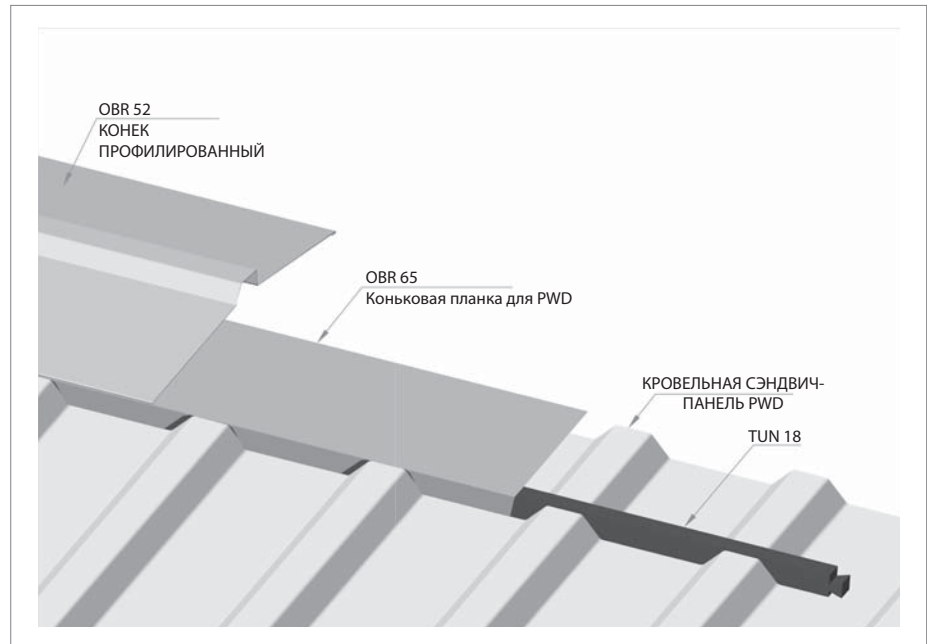 OBR 52
КОНЕК
ПРОФИЛИРОВАННЫЙ
OBR 65
Коньковая планка для PWD
КРОВЕЛЬНАЯ СЭНДВИЧ-
ПАНЕЛЬ PWD
TUN 18